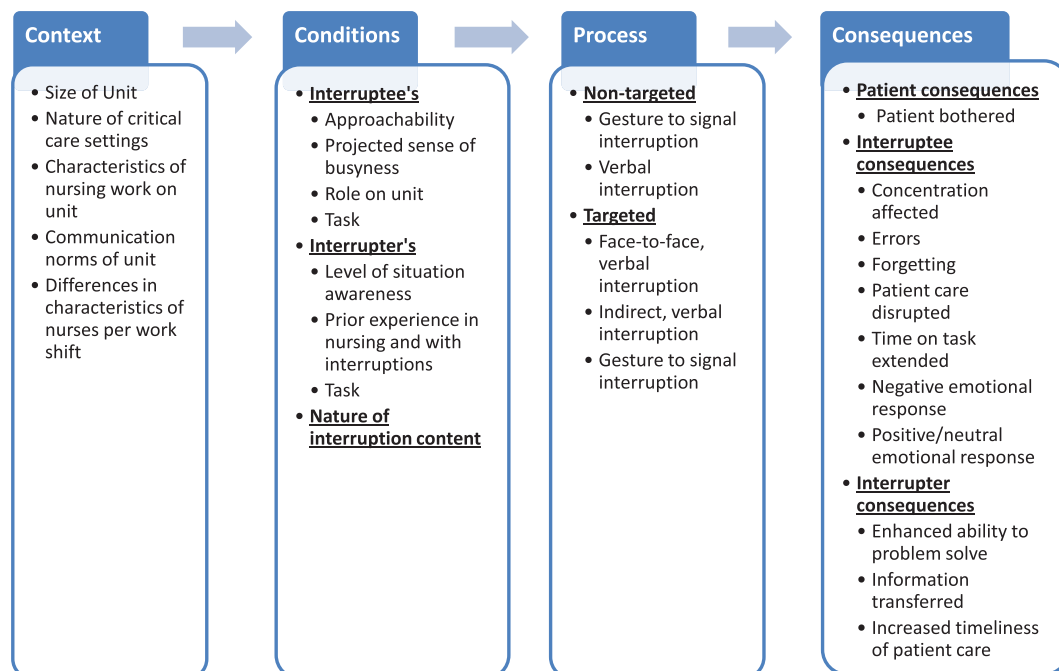 Context
• Size of Unit
• Nature of critical
care settings
• Characteristics of
nursing work on
unit
• Communication
norms of unit
• Differences in
characteristics of
nurses per work
shift
Conditions
• Interruptee's
• Approachability
• Projected sense of
busyness
• Role on unit
• Task
• Interrupter's
• Level of situation
awareness
• Prior experience in
nursing and with
interruptions
• Task
• Nature of
interruption content
Process
• Non-targeted
• Gesture to signal
interruption
• Verbal
interruption
• Targeted
• Face-to-face,
verbal
interruption
• Indirect, verbal
interruption
• Gesture to signal
interruption
Consequences
• Patient consequences
• Patient bothered
• Interruptee
consequences
• Concentration
affected
• Errors
• Forgetting
• Patient care
disrupted
• Time on task
extended
• Negative emotional
response
• Positive/neutral
emotional response
• Interrupter
consequences
• Enhanced ability to
problem solve
• Information
transferred
• Increased timeliness
of patient care